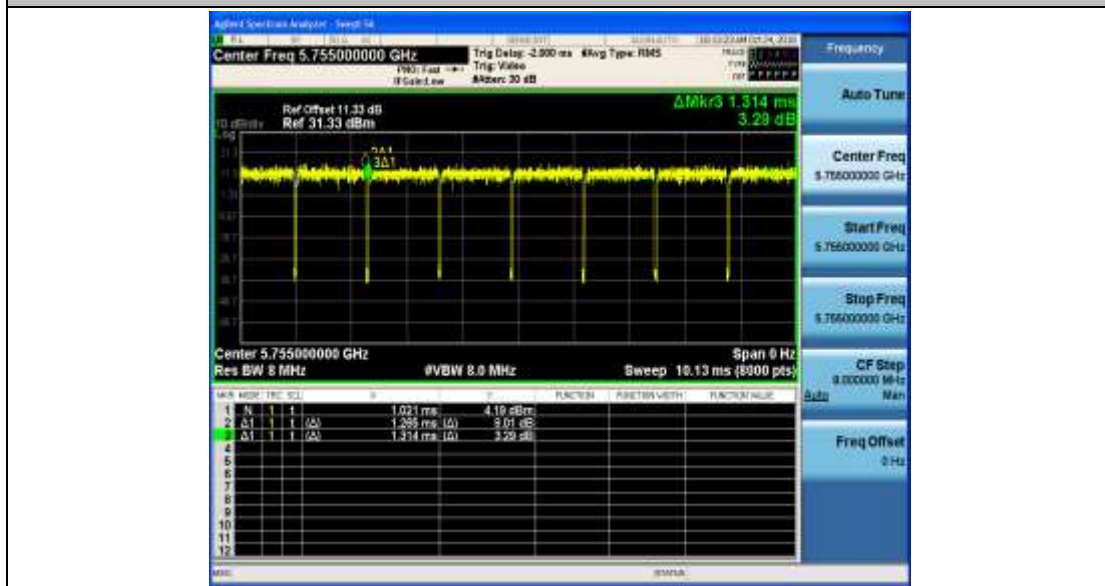 Agilent Spectrum Analyzer - Swept SA
Center Freq 5.755000000 GHz
PNO: Fast
IFGain:Low
Trig Delay: -2.000 ms
Trig: Video
#Atten: 30 dB
#Avg Type: RMS
Frequency
Auto Tune
ΔMkr3 1.314 ms
3.29 dB
Ref Offset 11.33 dB
10 dB/div Ref 31.33 dBm
Log
3Δ1
Center Freq
5.755000000 GHz
Start Freq
5.755000000 GHz
Stop Freq
5.755000000 GHz
Center 5.755000000 GHz
Span 0 Hz
Res BW 8 MHz
#VBW 8.0 MHz
Sweep 10.13 ms (8000 pts)
CF Step
8.000000 MHz
Auto Man
MKR MODE TRC SCL X Y FUNCTION FUNCTION WIDTH FUNCTION VALUE
1 N 1 t 1.021 ms 4.19 dBm
2 Δ1 1 t (Δ) 1.265 ms (Δ) 9.01 dB
3 Δ1 1 t (Δ) 1.314 ms (Δ) 3.29 dB
4
5
6
7
8
9
10
11
12
Freq Offset
0 Hz
MSG
STATUS